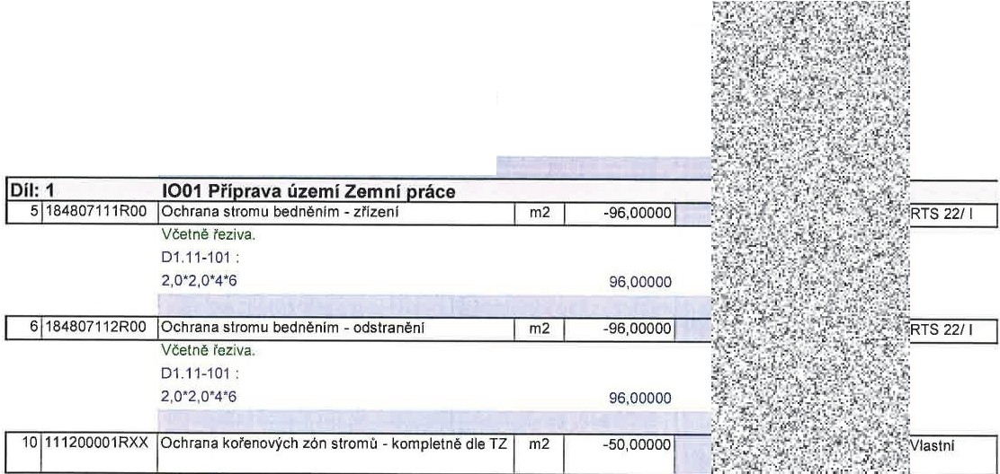 Díl: 1 IO01 Příprava území Zemní práce
5 184807111R00 Ochrana stromu bedněním - zřízení m2 -96,00000 RTS 22/ I
Včetně řeziva.
D1.11-101 :
2,0*2,0*4*6 96,00000
6 184807112R00 Ochrana stromu bedněním - odstranění m2 -96,00000 RTS 22/ I
Včetně řeziva.
D1.11-101 :
2,0*2,0*4*6 96,00000
10 111200001RXX Ochrana kořenových zón stromů - kompletně dle TZ m2 -50,00000 Vlastní